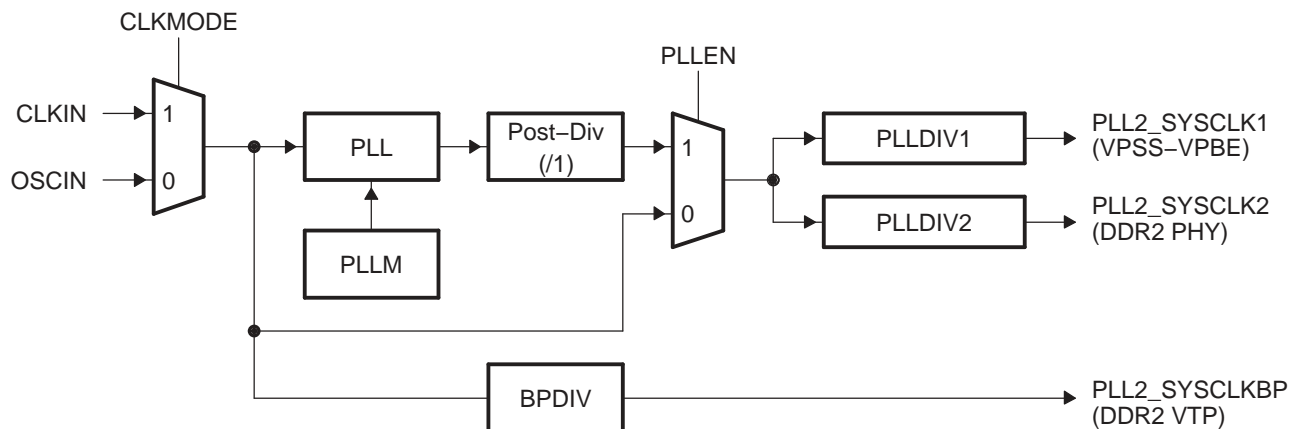 CLKMODE
PLLEN
CLKIN
1
OSCIN
0
PLL
Post–Div
(/1)
1
0
PLLM
PLLDIV1
PLL2_SYSCLK1
(VPSS–VPBE)
PLLDIV2
PLL2_SYSCLK2
(DDR2 PHY)
BPDIV
PLL2_SYSCLKBP
(DDR2 VTP)